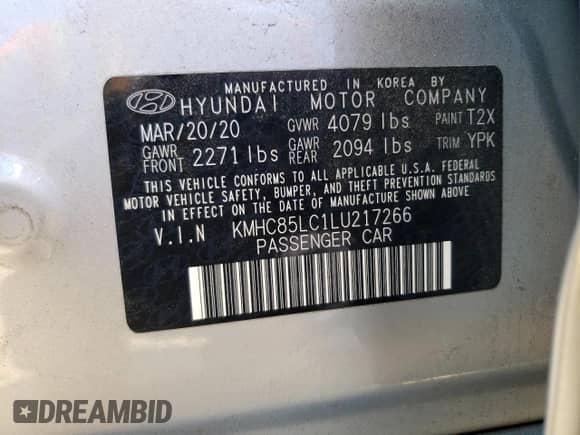 MANUFACTURED IN KOREA BY
HYUNDAI MOTOR COMPANY
MAR/20/20 GVWR 4079 lbs PAINT T2X
GAWR FRONT 2271 lbs GAWR REAR 2094 lbs TRIM YPK
THIS VEHICLE CONFORMS TO ALL APPLICABLE U.S.A. FEDERAL
MOTOR VEHICLE SAFETY, BUMPER, AND THEFT PREVENTION STANDARDS
IN EFFECT ON THE DATE OF MANUFACTURE SHOWN ABOVE
V.I.N KMHC85LC1LU217266
PASSENGER CAR
DREAMBID